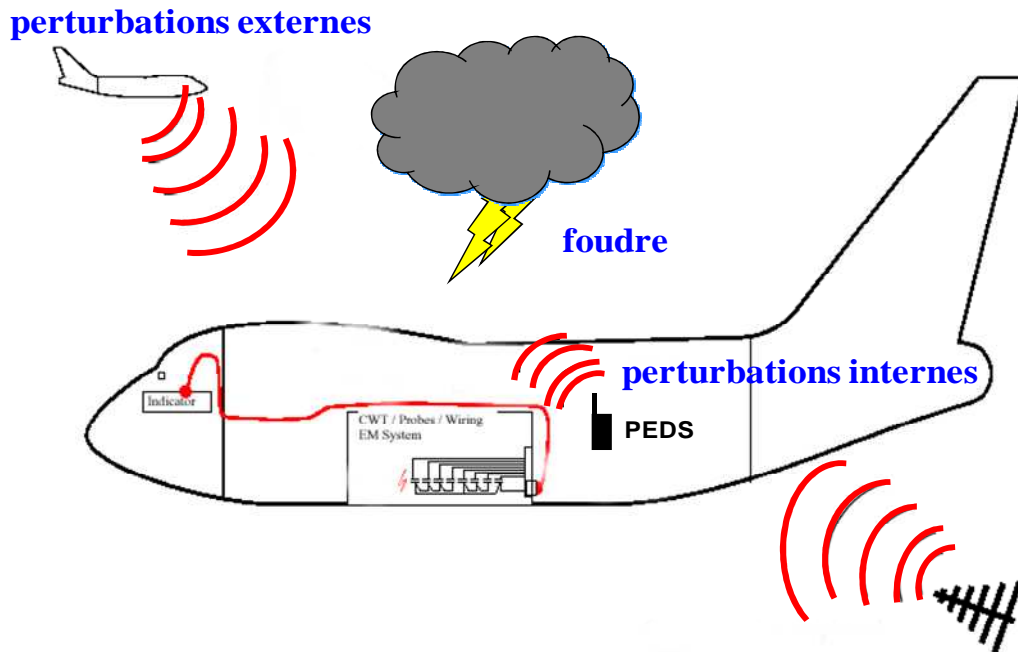 perturbations externes
foudre
perturbations internes
Indicator
CWT / Probes / Wiring
EM System
PEDS